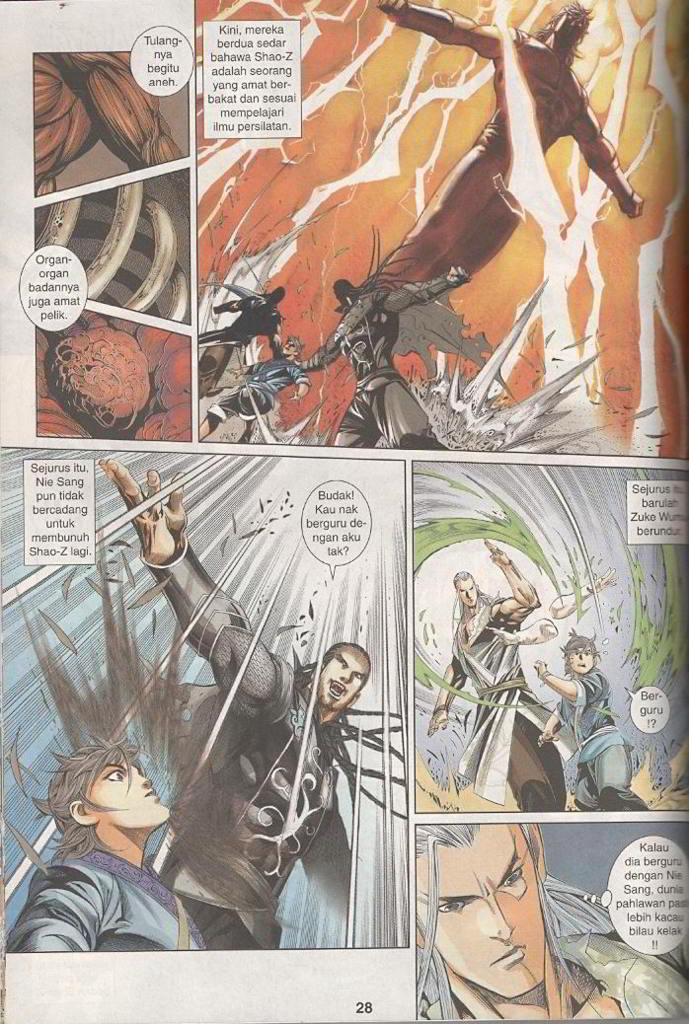 Tulang-
nya
begitu
aneh.
Kini, mereka
berdua sedar
bahawa Shao-Z
adalah seorang
yang amat ber-
bakat dan sesuai
mempelajari
ilmu persilatan.
Organ-
organ
badannya
juga amat
pelik.
Sejurus itu,
Nie Sang
pun tidak
bercadang
untuk
membunuh
Shao-Z lagi.
Budak!
Kau nak
berguru de-
ngan aku
tak?
Sejurus itu
barulah
Zuke Wuma
berundur.
Ber-
guru
!?
Kalau
dia berguru
dengan Nie
Sang, dunia
pahlawan
lebih kacau
bilau kelak
!!
28